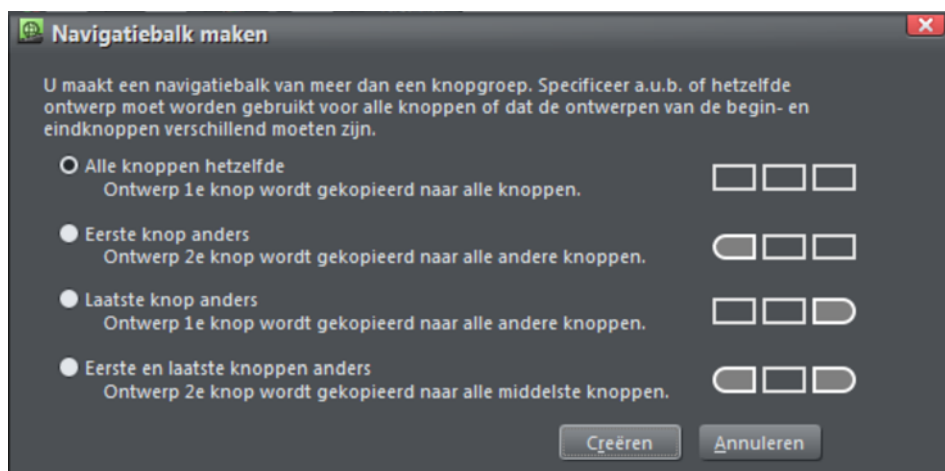 Navigatiebalk maken
U maakt een navigatiebalk van meer dan een knopgroep. Specificeer a.u.b. of hetzelfde
ontwerp moet worden gebruikt voor alle knoppen of dat de ontwerpen van de begin- en
eindknoppen verschillend moeten zijn.
Alle knoppen hetzelfde
Ontwerp 1e knop wordt gekopieerd naar alle knoppen.
Eerste knop anders
Ontwerp 2e knop wordt gekopieerd naar alle andere knoppen.
Laatste knop anders
Ontwerp 1e knop wordt gekopieerd naar alle andere knoppen.
Eerste en laatste knoppen anders
Ontwerp 2e knop wordt gekopieerd naar alle middelste knoppen.
Creëren Annuleren